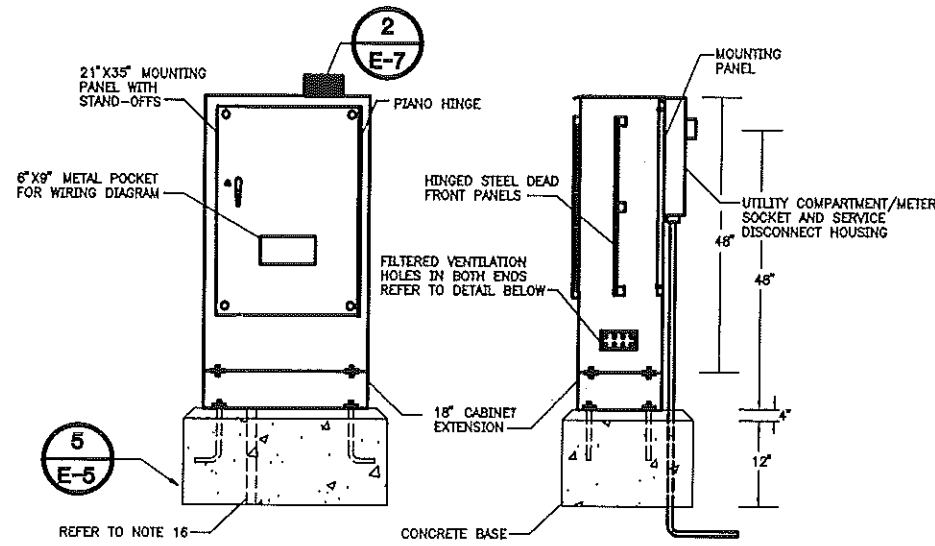 2
E-7
21"X35" MOUNTING
PANEL WITH
STAND-OFFS
PIANO HINGE
6"X9" METAL POCKET
FOR WIRING DIAGRAM
MOUNTING
PANEL
HINGED STEEL DEAD
FRONT PANELS
UTILITY COMPARTMENT/METER
SOCKET AND SERVICE
DISCONNECT HOUSING
48"
48"
FILTERED VENTILATION
HOLES IN BOTH ENDS
REFER TO DETAIL BELOW
18" CABINET
EXTENSION
4"
12"
5
E-5
REFER TO NOTE 16
CONCRETE BASE